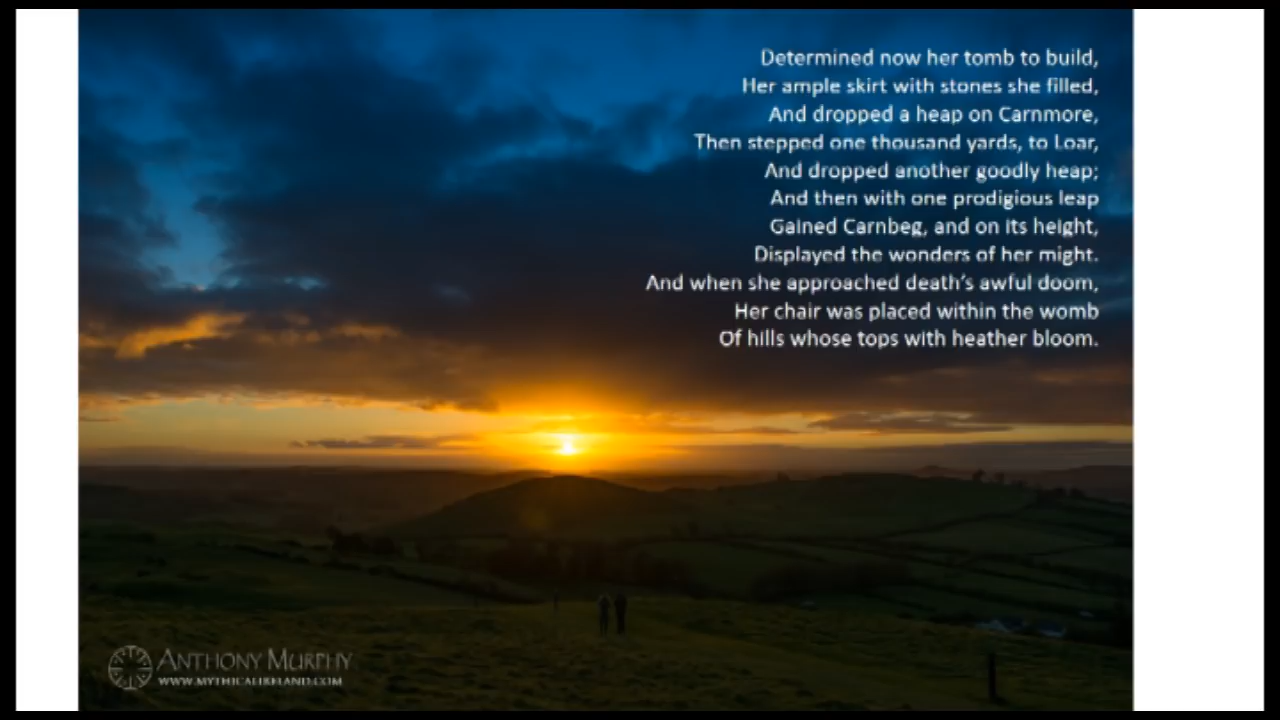 Determined now her tomb to build,
Her ample skirt with stones she filled,
And dropped a heap on Carnmore,
Then stepped one thousand yards, to Loar,
And dropped another goodly heap;
And then with one prodigious leap
Gained Carnbeg, and on its height,
Displayed the wonders of her might.
And when she approached death's awful doom,
Her chair was placed within the womb
Of hills whose tops with heather bloom.
ANTHONY MURPHY
WWW.MYTHICALIRELAND.COM